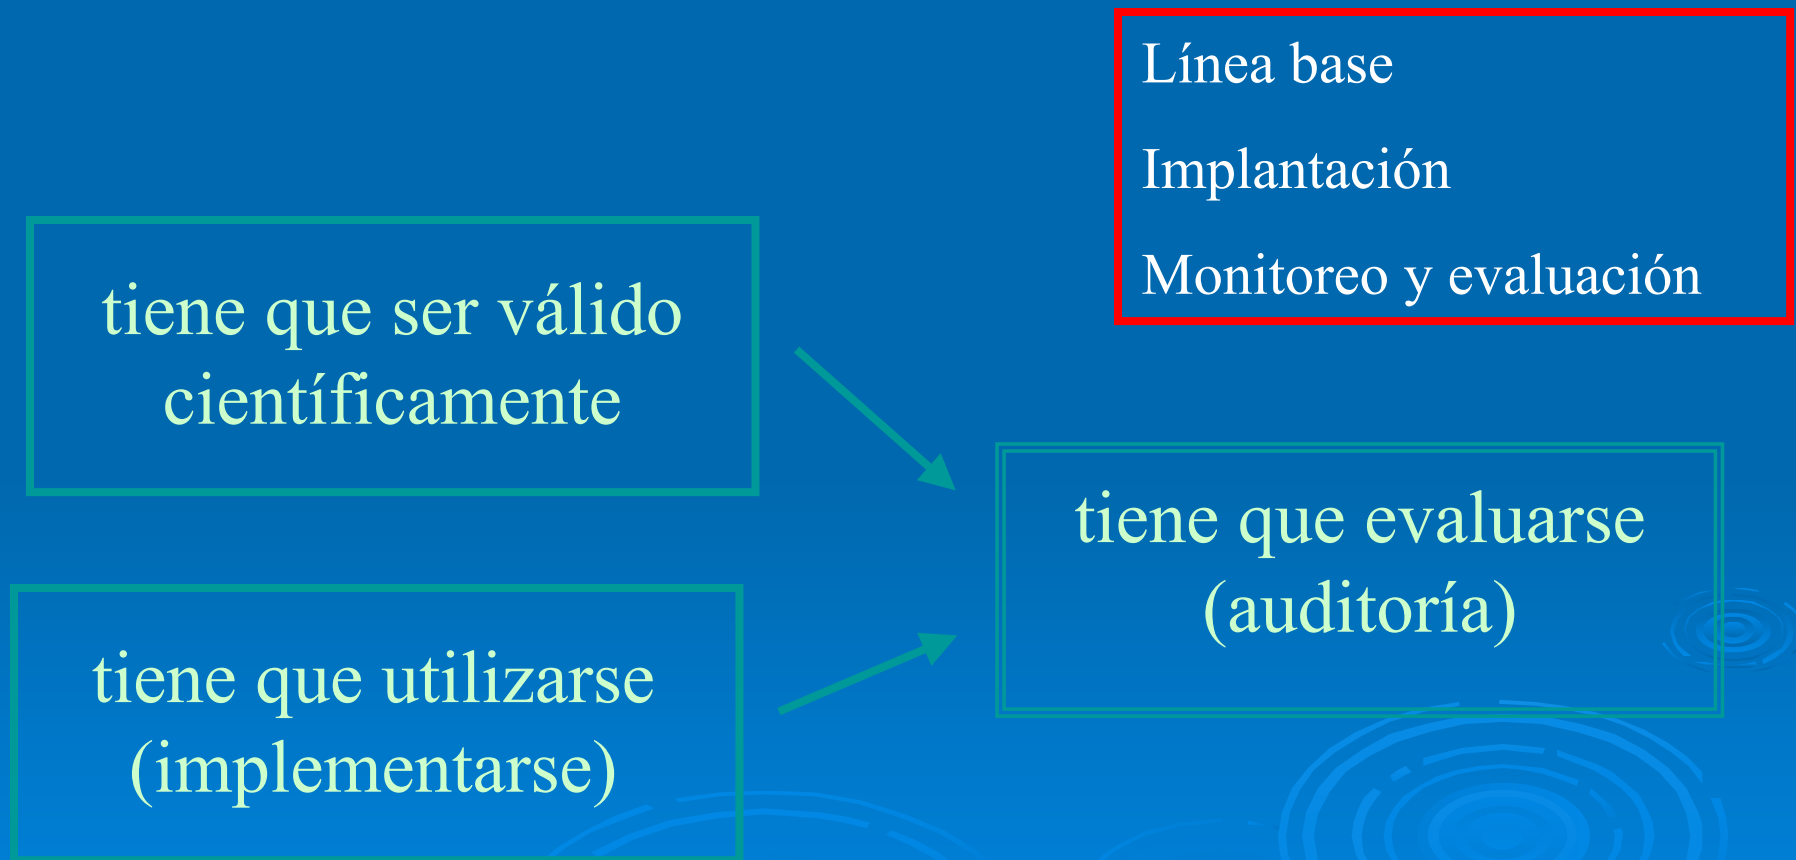 Línea base
Implantación
Monitoreo y evaluación
tiene que ser válido
científicamente
tiene que evaluarse
(auditoría)
tiene que utilizarse
(implementarse)